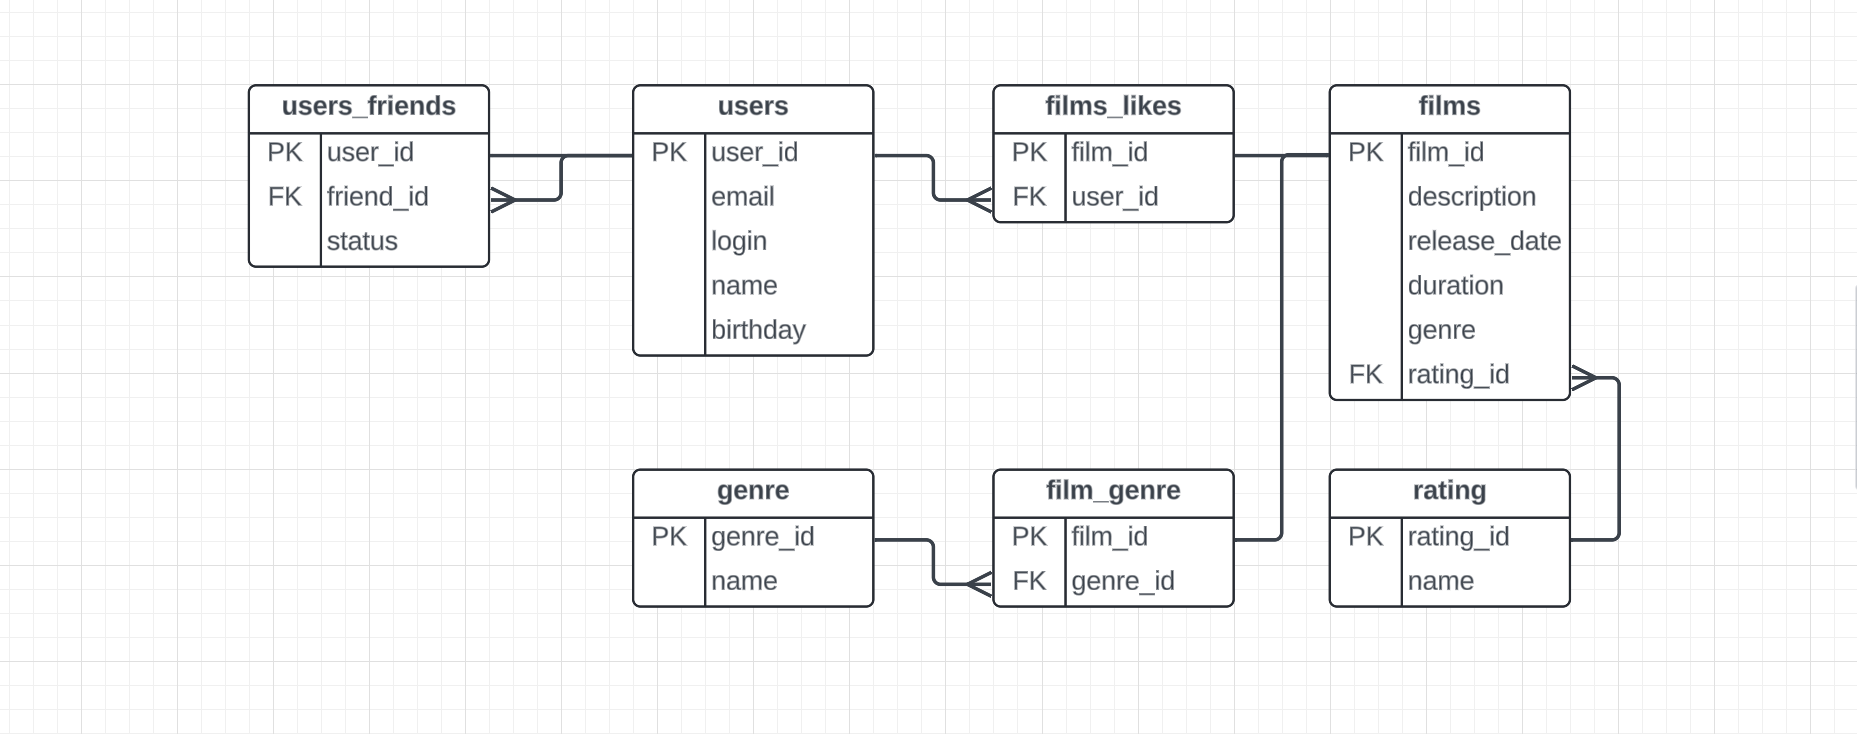 users_friends
PK user_id
FK friend_id
status
users
PK user_id
email
login
name
birthday
films_likes
PK film_id
FK user_id
films
PK film_id
description
release_date
duration
genre
FK rating_id
genre
PK genre_id
name
film_genre
PK film_id
FK genre_id
rating
PK rating_id
name